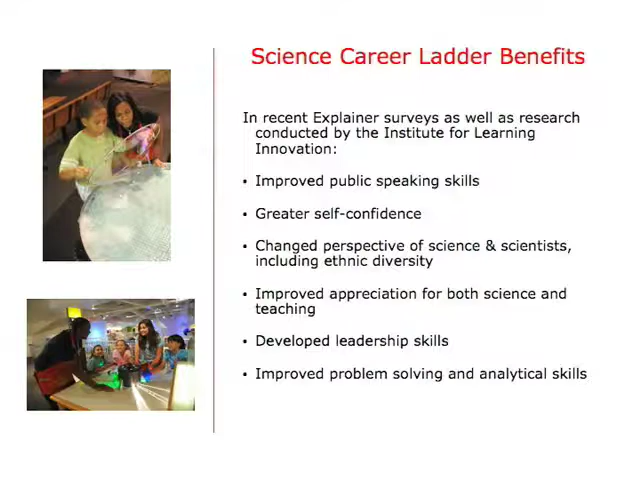 Science Career Ladder Benefits
In recent Explainer surveys as well as research
conducted by the Institute for Learning
Innovation:
• Improved public speaking skills
• Greater self-confidence
• Changed perspective of science & scientists,
including ethnic diversity
• Improved appreciation for both science and
teaching
• Developed leadership skills
• Improved problem solving and analytical skills